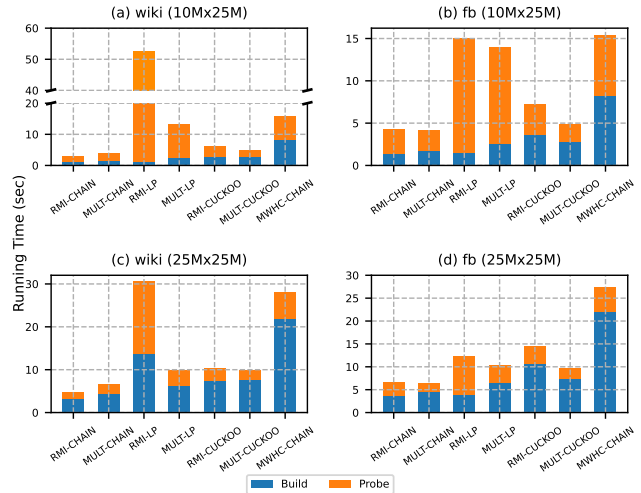 (a) wiki (10Mx25M)
60
50
40
20
10
0
RMI-CHAIN
MULT-CHAIN
RMI-LP
MULT-LP
RMI-CUCKOO
MULT-CUCKOO
MWHC-CHAIN
(b) fb (10Mx25M)
15
10
5
0
RMI-CHAIN
MULT-CHAIN
RMI-LP
MULT-LP
RMI-CUCKOO
MULT-CUCKOO
MWHC-CHAIN
Running Time (sec)
(c) wiki (25Mx25M)
30
20
10
0
RMI-CHAIN
MULT-CHAIN
RMI-LP
MULT-LP
RMI-CUCKOO
MULT-CUCKOO
MWHC-CHAIN
(d) fb (25Mx25M)
30
25
20
15
10
5
0
RMI-CHAIN
MULT-CHAIN
RMI-LP
MULT-LP
RMI-CUCKOO
MULT-CUCKOO
MWHC-CHAIN
Build
Probe